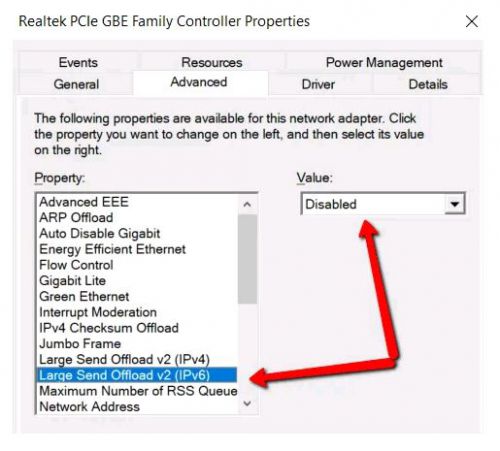 Realtek PCIe GBE Family Controller Properties
Events Resources Power Management
General Advanced Driver Details
The following properties are available for this network adapter. Click
the property you want to change on the left, and then select its value
on the right.
Property: Value:
Advanced EEE
ARP Offload
Auto Disable Gigabit
Energy Efficient Ethernet
Flow Control
Gigabit Lite
Green Ethernet
Interrupt Moderation
IPv4 Checksum Offload
Jumbo Frame
Large Send Offload v2 (IPv4)
Large Send Offload v2 (IPv6)
Maximum Number of RSS Queue
Network Address
Disabled